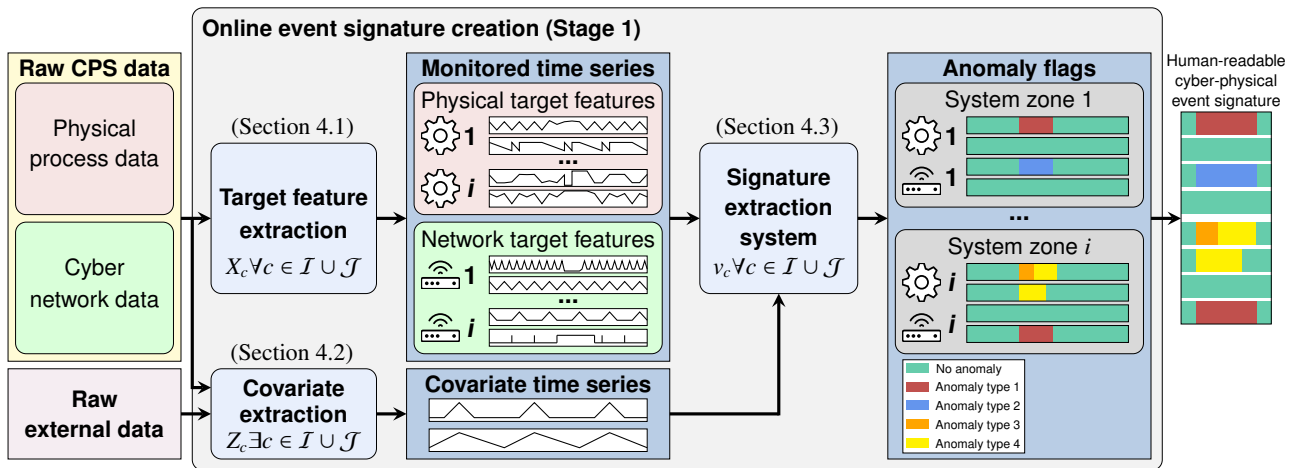 Online event signature creation (Stage 1)
Raw CPS data
Physical
process data
Cyber
network data
Raw
external data
(Section 4.1)
Target feature
extraction
X_c∀c ∈ I ∪ J
(Section 4.2)
Covariate
extraction
Z_c∃c ∈ I ∪ J
Monitored time series
Physical target features
1
...
i
Network target features
1
...
i
Covariate time series
(Section 4.3)
Signature
extraction
system
v_c∀c ∈ I ∪ J
Anomaly flags
System zone 1
1
1
...
System zone i
i
i
No anomaly
Anomaly type 1
Anomaly type 2
Anomaly type 3
Anomaly type 4
Human-readable
cyber-physical
event signature